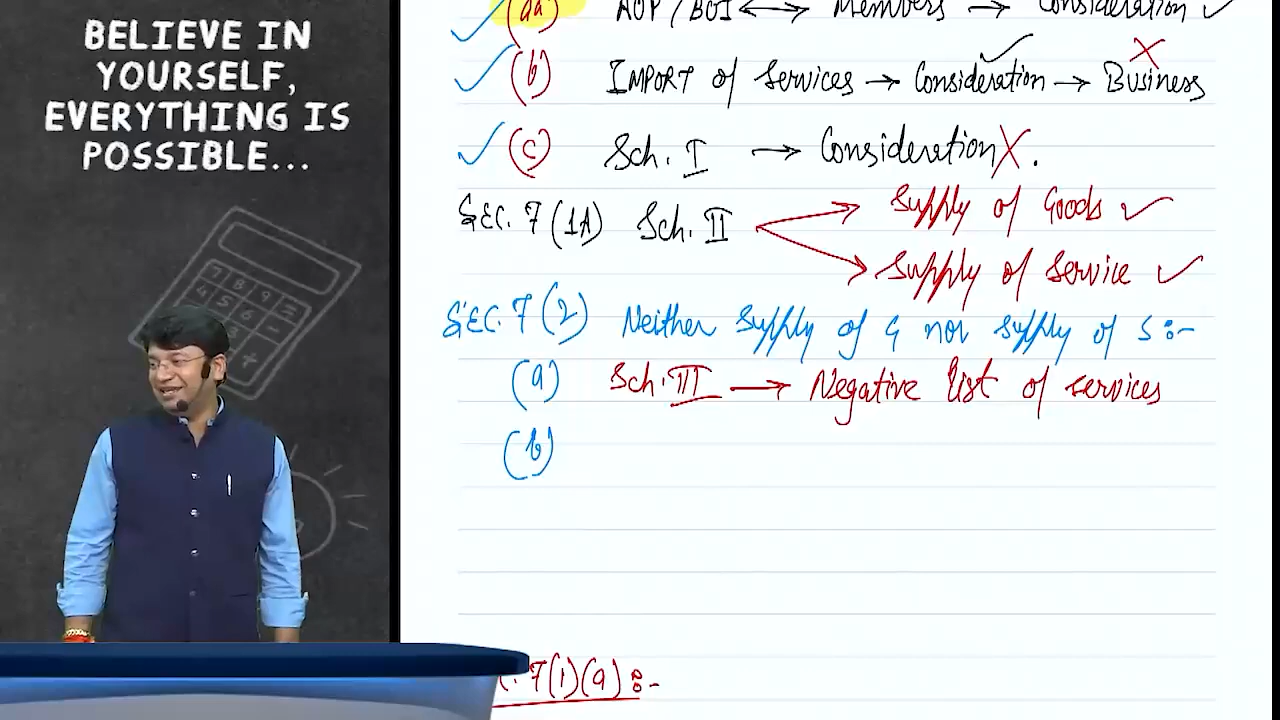 BELIEVE IN
YOURSELF,
EVERYTHING IS
POSSIBLE...
(aa) AOP/BOI ↔ Members → Consideration ✓
(b) IMPORT of services → Consideration → Business
(c) Sch. I → Consideration X.
SEC. 7(1A) Sch. II
Supply of Goods ✓
Supply of Service ✓
SEC. 7(2) Neither Supply of G nor Supply of S :-
(a) Sch. III → Negative list of services
(b)
. 7(1)(a) :-